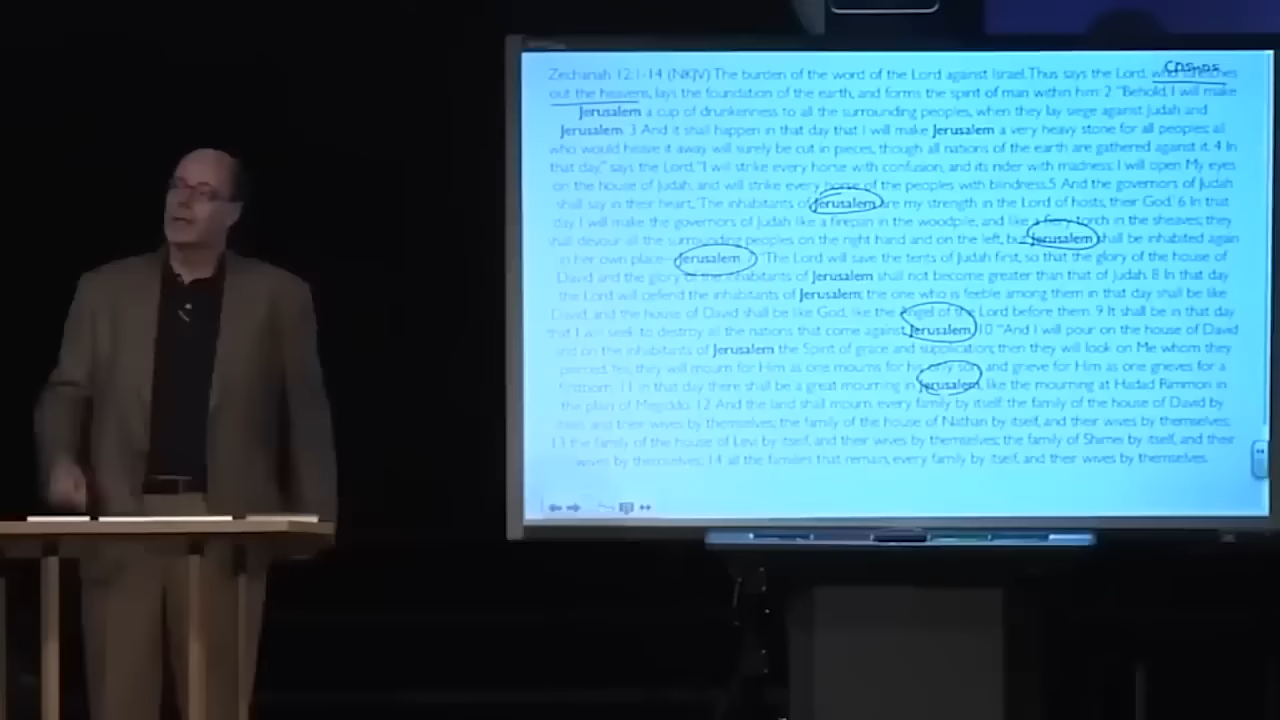 cosmos
Zechariah 12:1-14 (NKJV) The burden of the word of the Lord against Israel. Thus says the Lord, who stretches
out the heavens, lays the foundation of the earth, and forms the spirit of man within him: 2 "Behold, I will make
Jerusalem a cup of drunkenness to all the surrounding peoples, when they lay siege against Judah and
Jerusalem. 3 And it shall happen in that day that I will make Jerusalem a very heavy stone for all peoples; all
who would heave it away will surely be cut in pieces, though all nations of the earth are gathered against it. 4 In
that day," says the Lord, "I will strike every horse with confusion, and its rider with madness; I will open My eyes
on the house of Judah, and will strike every horse of the peoples with blindness. 5 And the governors of Judah
shall say in their heart, 'The inhabitants of Jerusalem are my strength in the Lord of hosts, their God.' 6 In that
day I will make the governors of Judah like a firepan in the woodpile, and like a fiery torch in the sheaves; they
shall devour all the surrounding peoples on the right hand and on the left, but Jerusalem shall be inhabited again
in her own place— Jerusalem. 7 "The Lord will save the tents of Judah first, so that the glory of the house of
David and the glory of the inhabitants of Jerusalem shall not become greater than that of Judah. 8 In that day
the Lord will defend the inhabitants of Jerusalem; the one who is feeble among them in that day shall be like
David, and the house of David shall be like God, like the Angel of the Lord before them. 9 It shall be in that day
that I will seek to destroy all the nations that come against Jerusalem. 10 "And I will pour on the house of David
and on the inhabitants of Jerusalem the Spirit of grace and supplication; then they will look on Me whom they
pierced. Yes, they will mourn for Him as one mourns for his only son, and grieve for Him as one grieves for a
firstborn. 11 In that day there shall be a great mourning in Jerusalem, like the mourning at Hadad Rimmon in
the plain of Megiddo. 12 And the land shall mourn, every family by itself: the family of the house of David by
itself, and their wives by themselves; the family of the house of Nathan by itself, and their wives by themselves;
13 the family of the house of Levi by itself, and their wives by themselves; the family of Shimei by itself, and their
wives by themselves; 14 all the families that remain, every family by itself, and their wives by themselves.